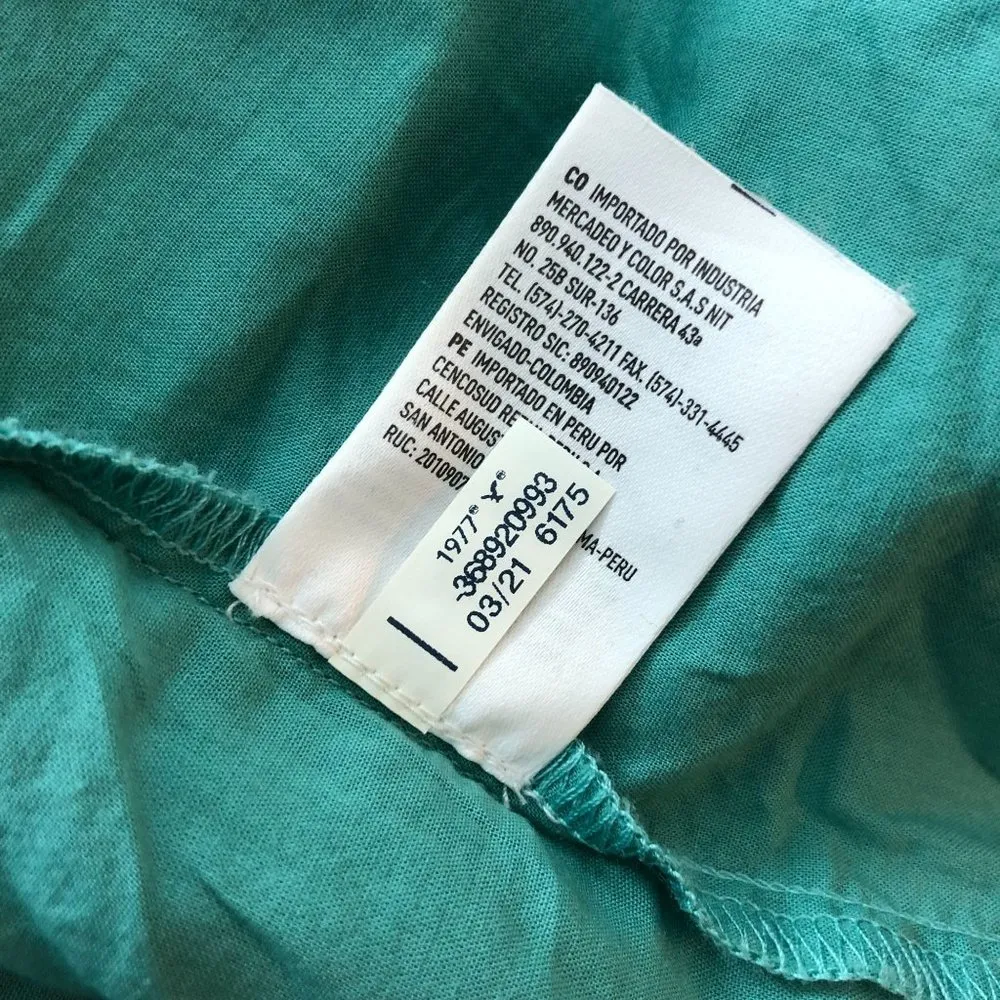 CO IMPORTADO POR INDUSTRIA
MERCADEO Y COLOR S.A.S NIT
890.940.122-2 CARRERA 43a
NO. 25B SUR-136
TEL. (574)-270-4211 FAX. (574)-331-4445
REGISTRO SIC: 890940122
ENVIGADO-COLOMBIA
PE IMPORTADO EN PERU POR
CENCOSUD
CALLE
SAN ANTONIO
MA-PERU
RUC:
1977®
368920993
03/21 6175